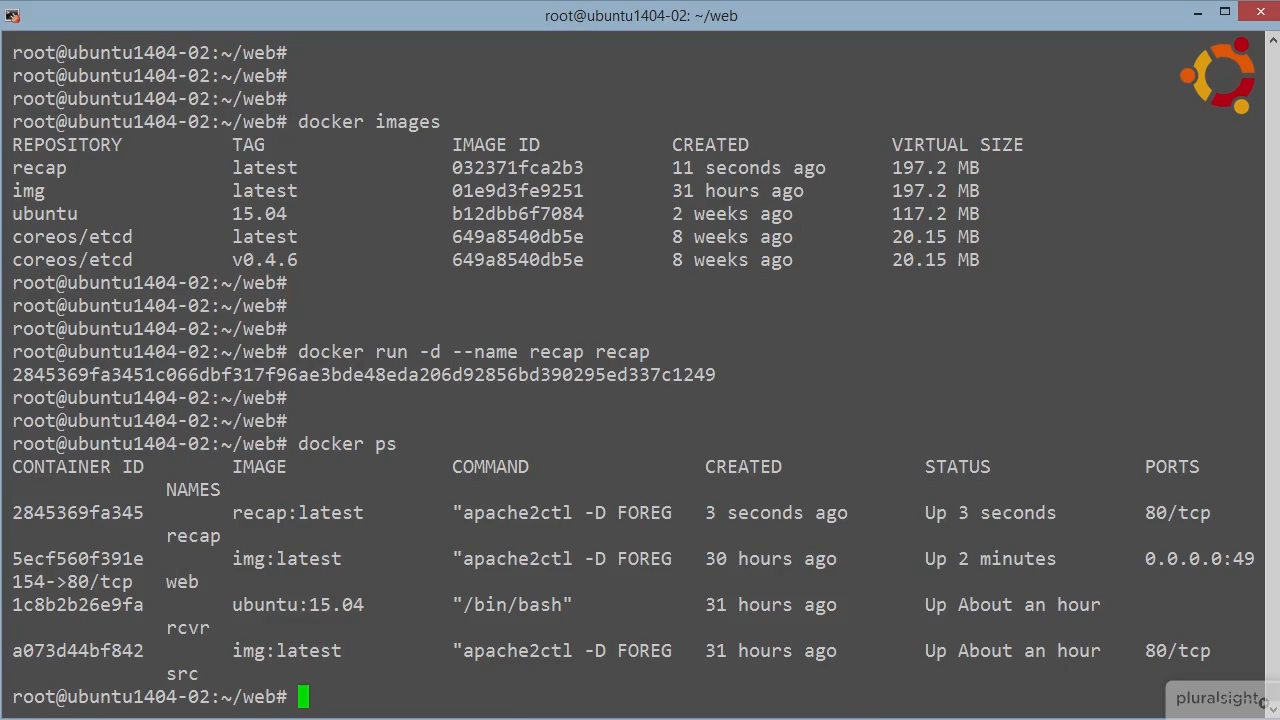 root@ubuntu1404-02: ~/web
root@ubuntu1404-02:~/web#
root@ubuntu1404-02:~/web#
root@ubuntu1404-02:~/web#
root@ubuntu1404-02:~/web# docker images
REPOSITORY TAG IMAGE ID CREATED VIRTUAL SIZE
recap latest 032371fca2b3 11 seconds ago 197.2 MB
img latest 01e9d3fe9251 31 hours ago 197.2 MB
ubuntu 15.04 b12dbb6f7084 2 weeks ago 117.2 MB
coreos/etcd latest 649a8540db5e 8 weeks ago 20.15 MB
coreos/etcd v0.4.6 649a8540db5e 8 weeks ago 20.15 MB
root@ubuntu1404-02:~/web#
root@ubuntu1404-02:~/web#
root@ubuntu1404-02:~/web#
root@ubuntu1404-02:~/web# docker run -d --name recap recap
2845369fa3451c066dbf317f96ae3bde48eda206d92856bd390295ed337c1249
root@ubuntu1404-02:~/web#
root@ubuntu1404-02:~/web#
root@ubuntu1404-02:~/web# docker ps
CONTAINER ID IMAGE COMMAND CREATED STATUS PORTS
NAMES
2845369fa345 recap:latest "apache2ctl -D FOREG 3 seconds ago Up 3 seconds 80/tcp
recap
5ecf560f391e img:latest "apache2ctl -D FOREG 30 hours ago Up 2 minutes 0.0.0.0:49
154->80/tcp web
1c8b2b26e9fa ubuntu:15.04 "/bin/bash" 31 hours ago Up About an hour
rcvr
a073d44bf842 img:latest "apache2ctl -D FOREG 31 hours ago Up About an hour 80/tcp
src
root@ubuntu1404-02:~/web#
pluralsight